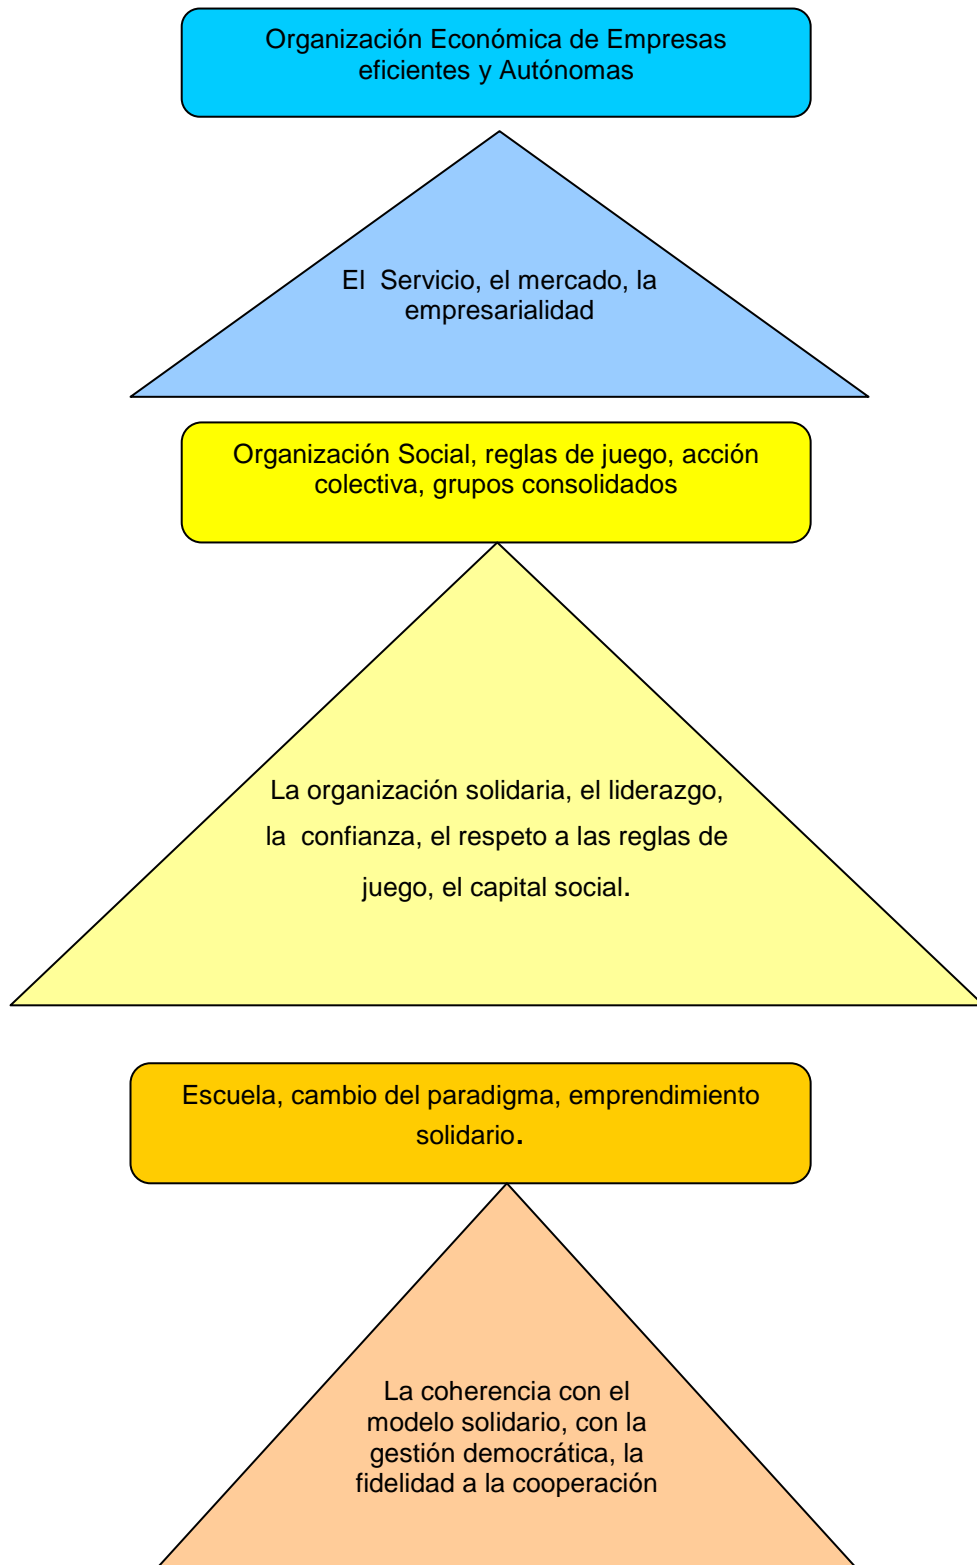 Organización Económica de Empresas
eficientes y Autónomas
El  Servicio, el mercado, la
empresarialidad
Organización Social, reglas de juego, acción
colectiva, grupos consolidados
La organización solidaria, el liderazgo,
la  confianza, el respeto a las reglas de
juego, el capital social.
Escuela, cambio del paradigma, emprendimiento
solidario.
La coherencia con el
modelo solidario, con la
gestión democrática, la
fidelidad a la cooperación